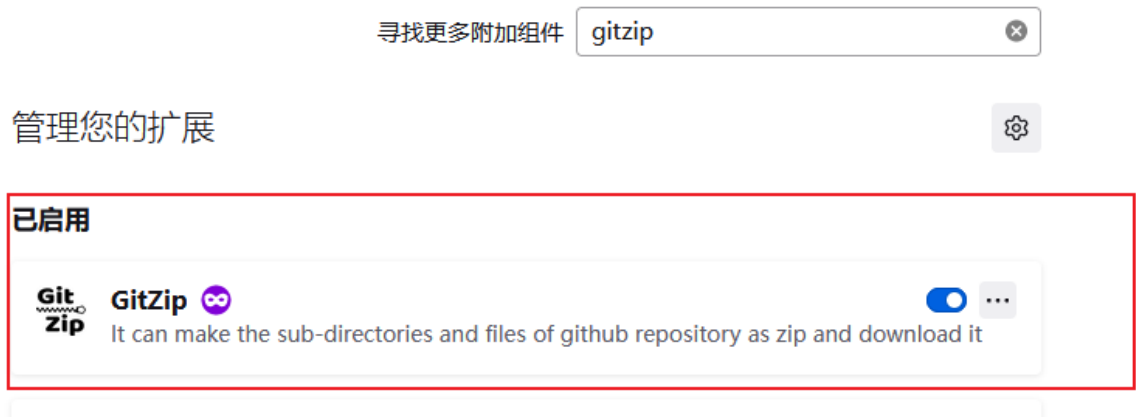 寻找更多附加组件 gitzip
管理您的扩展
已启用
Git Zip
GitZip
It can make the sub-directories and files of github repository as zip and download it